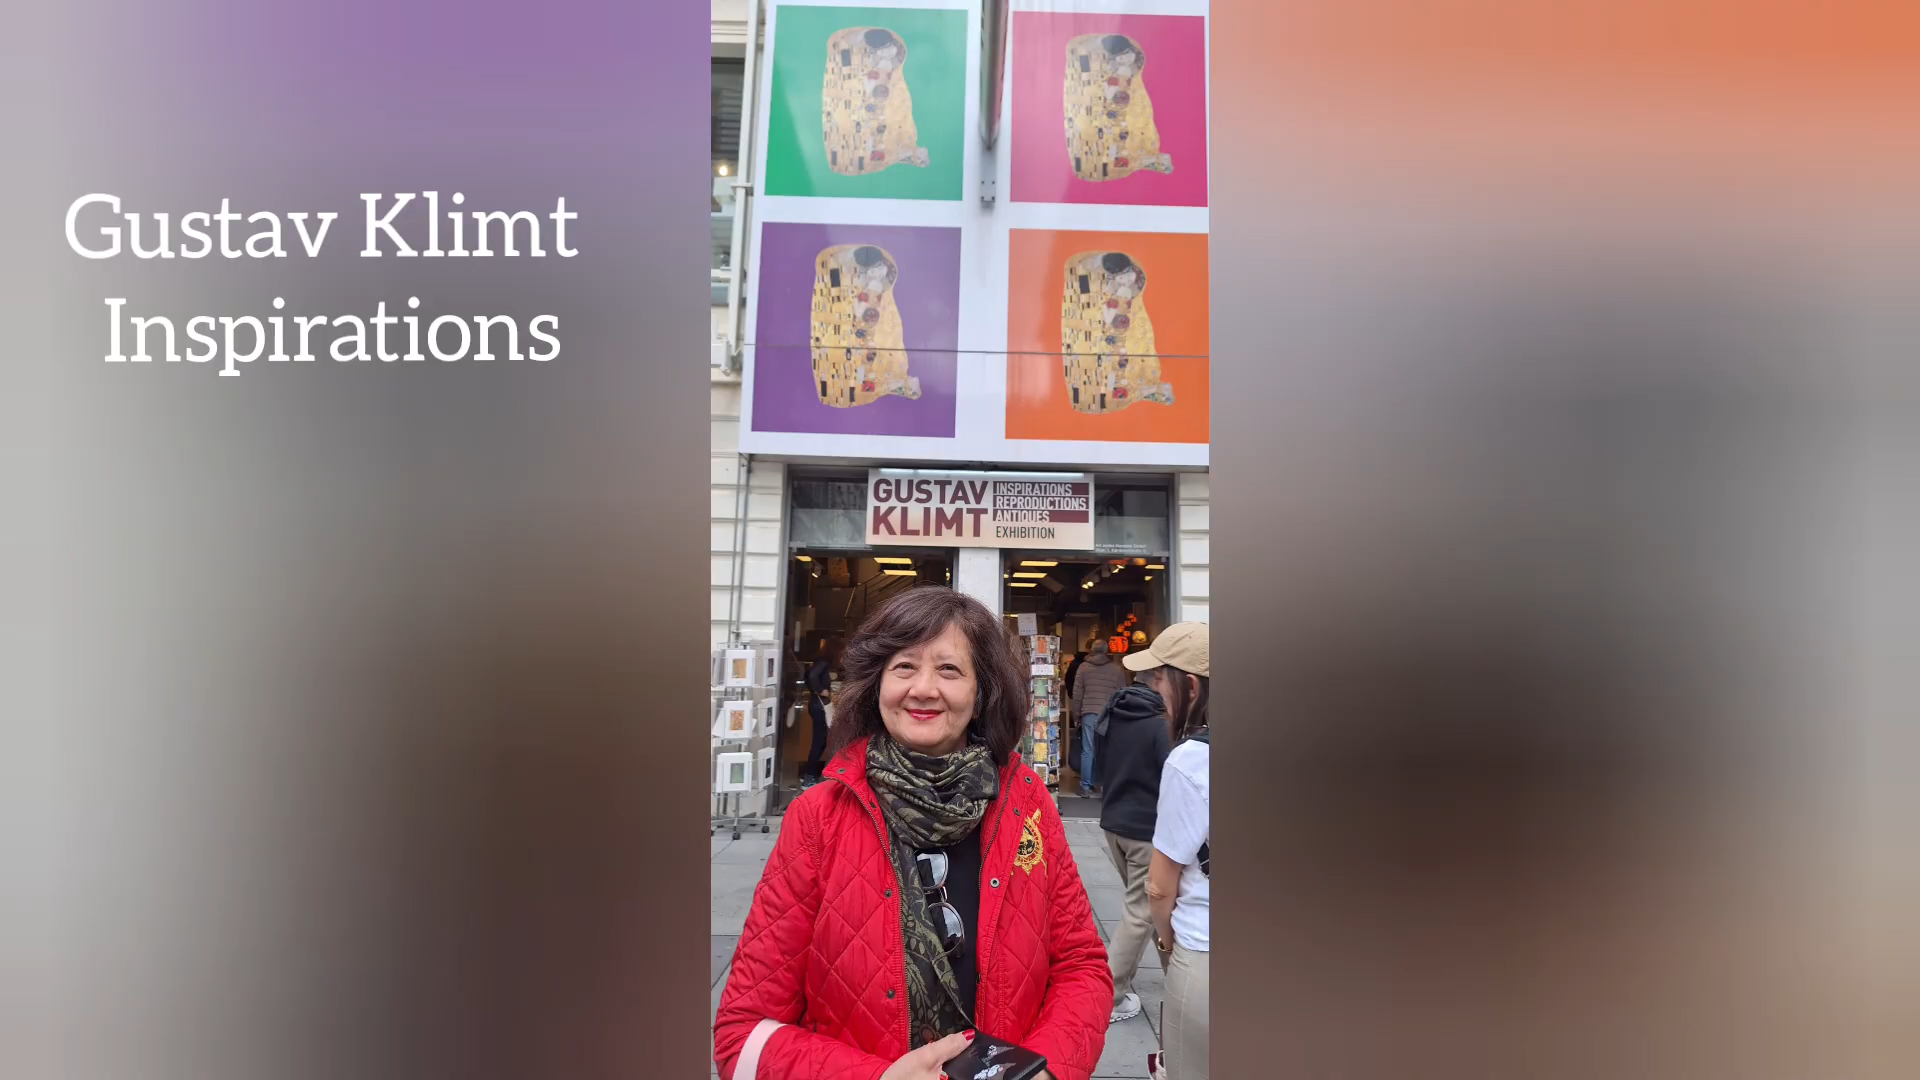 Gustav Klimt
Inspirations
GUSTAV
KLIMT
INSPIRATIONS
REPRODUCTIONS
ANTIQUES
EXHIBITION